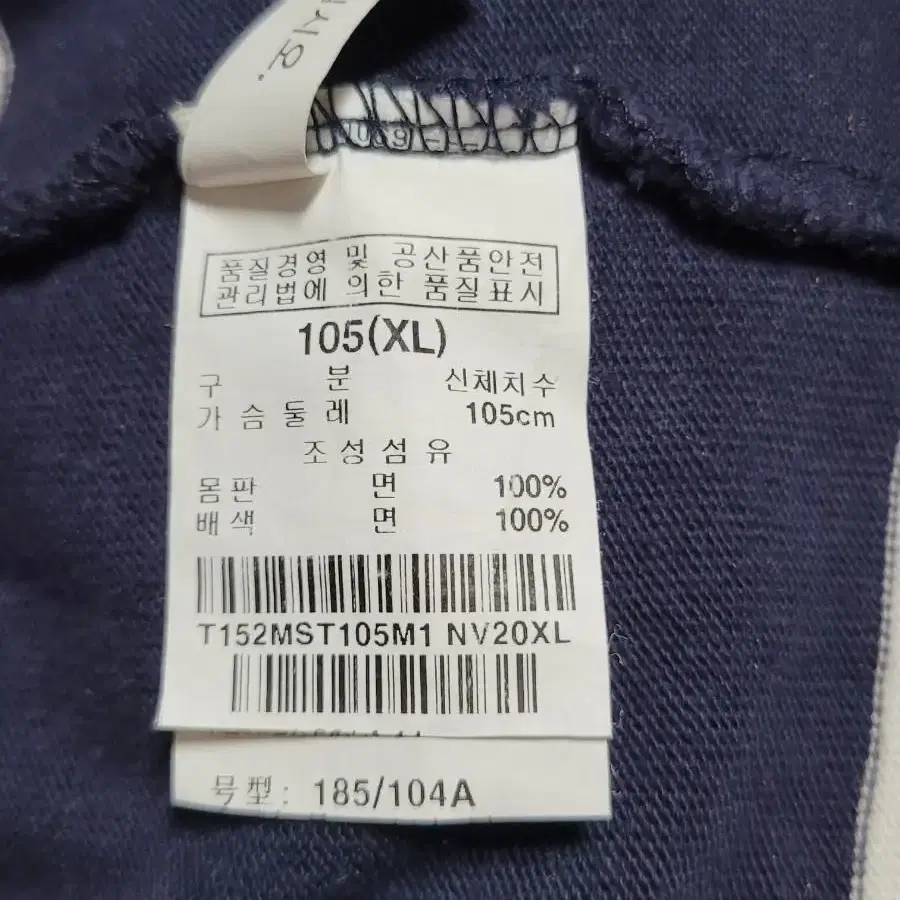 시오.
품질경영 및 공산품안전
관리법에 의한 품질표시
105(XL)
구 분 신체치수
가슴둘레 105cm
조성섬유
몸판 면 100%
배색 면 100%
T152MST105M1 NV20XL
号型: 185/104A